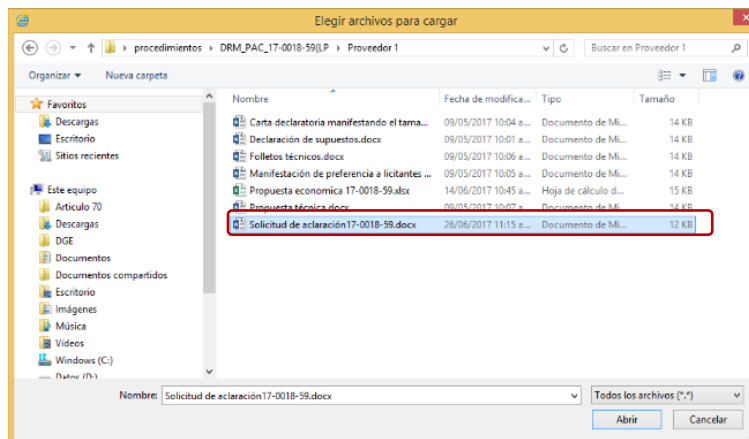 Elegir archivos para cargar
procedimientos DRM_PAC_17-0018-59(LP Proveedor 1
Buscar en Proveedor 1
Organizar Nueva carpeta
Favoritos
Descargas
Escritorio
Sitios recientes
Este equipo
Articulo 70
Descargas
DGE
Documentos
Documentos compartidos
Escritorio
Imágenes
Música
Vídeos
Windows (C:)
Datos (D:)
Nombre Fecha de modifica... Tipo Tamaño
Carta declaratoria manifestando el tama... 09/05/2017 10:04 a... Documento de Mi... 14 KB
Declaración de supuestos.docx 09/05/2017 10:01 a... Documento de Mi... 14 KB
Folletos técnicos.docx 09/05/2017 10:06 a... Documento de Mi... 14 KB
Manifestación de preferencia a licitantes ... 09/05/2017 10:05 a... Documento de Mi... 14 KB
Propuesta economica 17-0018-59.xlsx 14/06/2017 10:45 a... Hoja de cálculo d... 15 KB
Propuesta técnica.docx 09/05/2017 10:07 a... Documento de Mi... 14 KB
Solicitud de aclaración17-0018-59.docx 26/06/2017 11:15 a... Documento de Mi... 12 KB
Nombre: Solicitud de aclaración17-0018-59.docx
Todos los archivos (*.*)
Abrir Cancelar